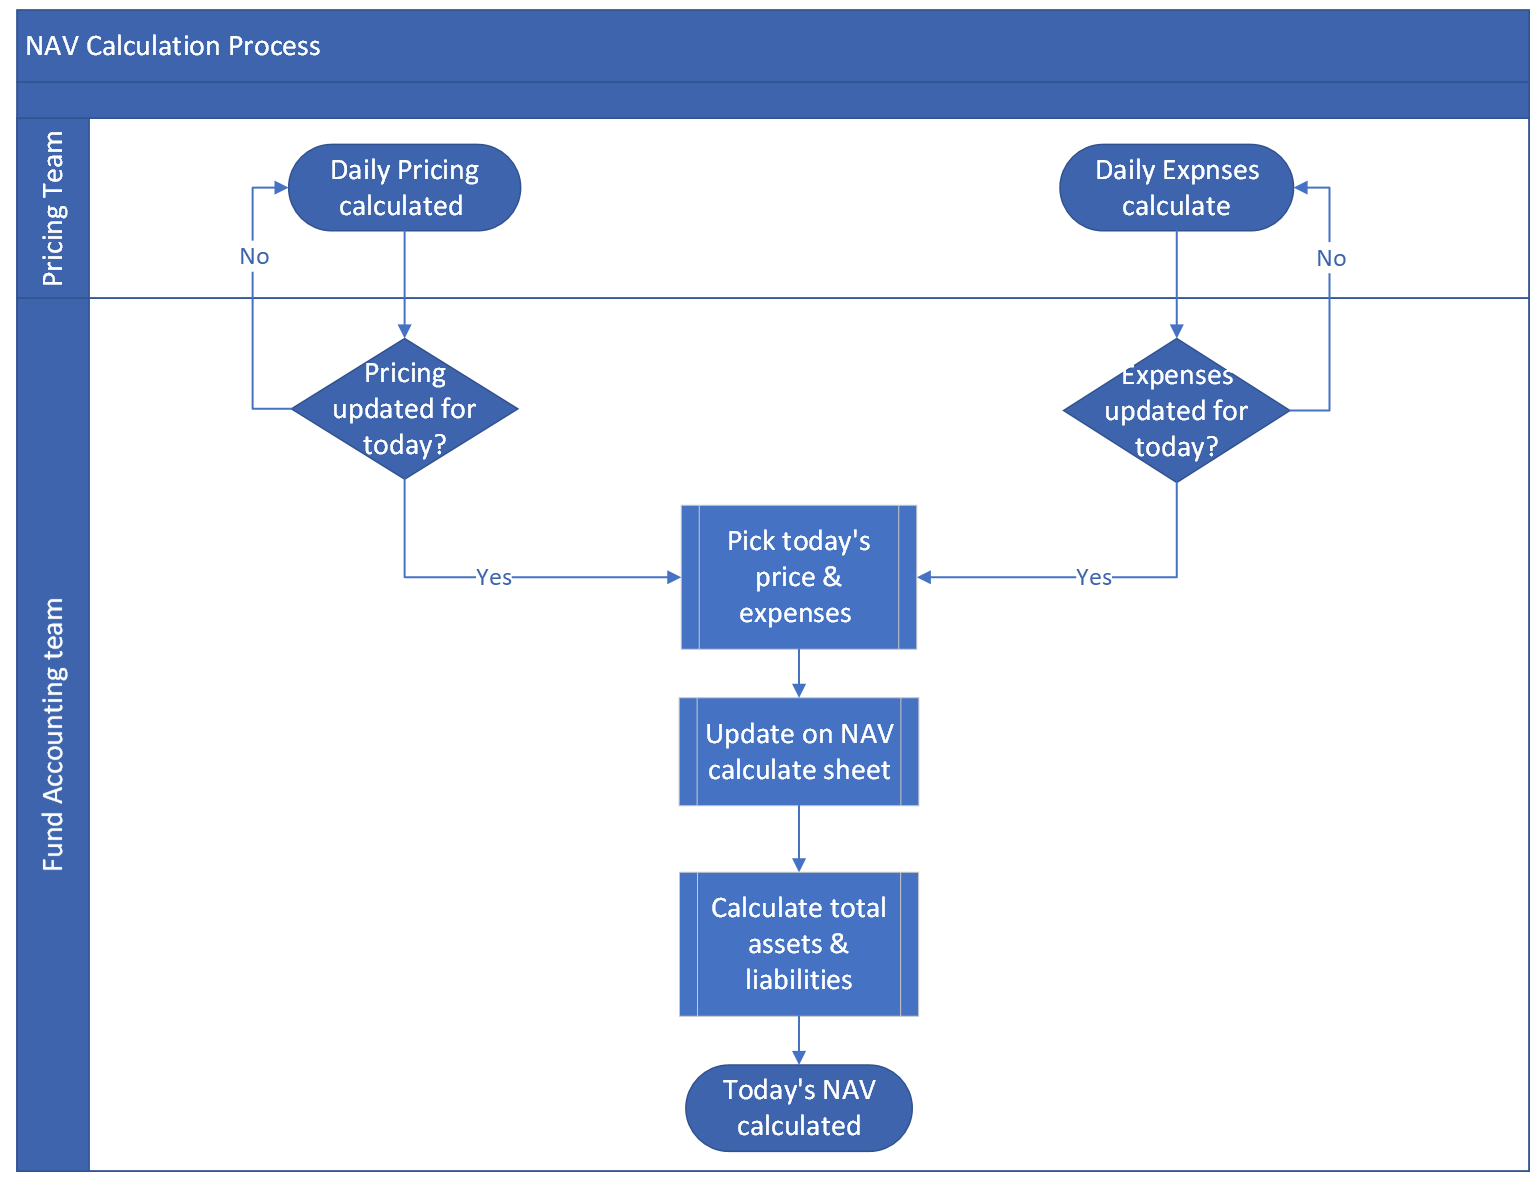 NAV Calculation Process
Pricing Team
Daily Pricing
calculated
Daily Expnses
calculate
No
No
Fund Accounting team
Pricing
updated for
today?
Expenses
updated for
today?
Yes
Yes
Pick today's
price &
expenses
Update on NAV
calculate sheet
Calculate total
assets &
liabilities
Today's NAV
calculated